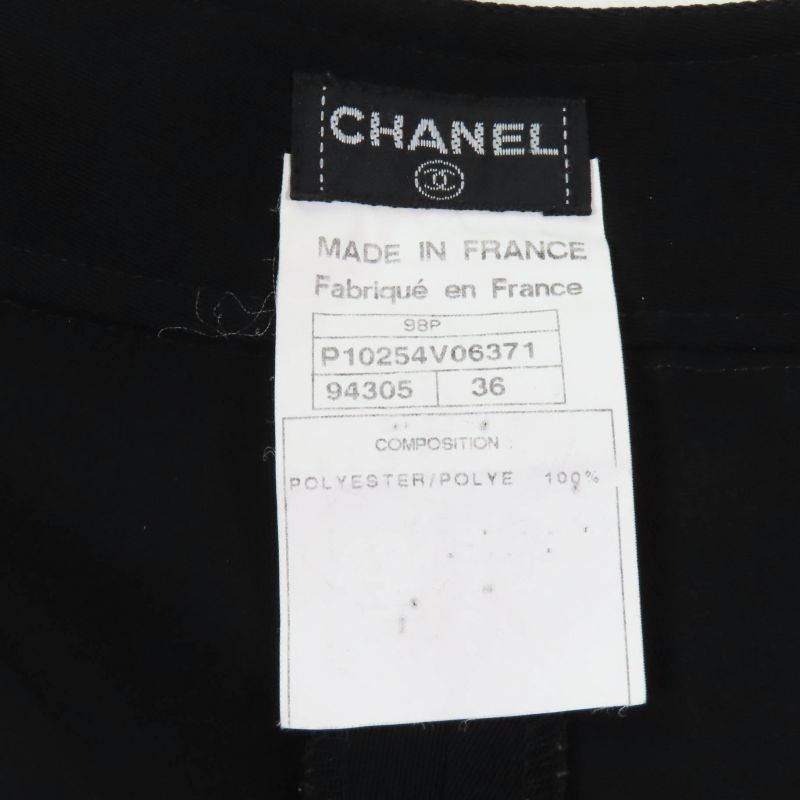 CHANEL
MADE IN FRANCE
Fabriqué en France
98P
P10254V06371
94305 36
COMPOSITION :
POLYESTER/POLYE 100%